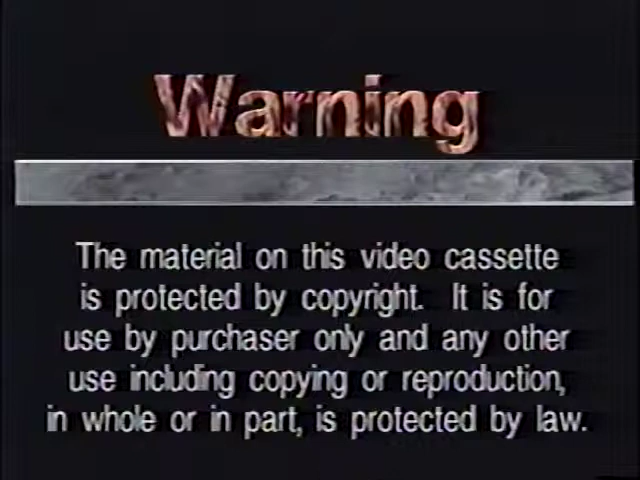 Warning
The material on this video cassette
is protected by copyright. It is for
use by purchaser only and any other
use including copying or reproduction,
in whole or in part, is protected by law.